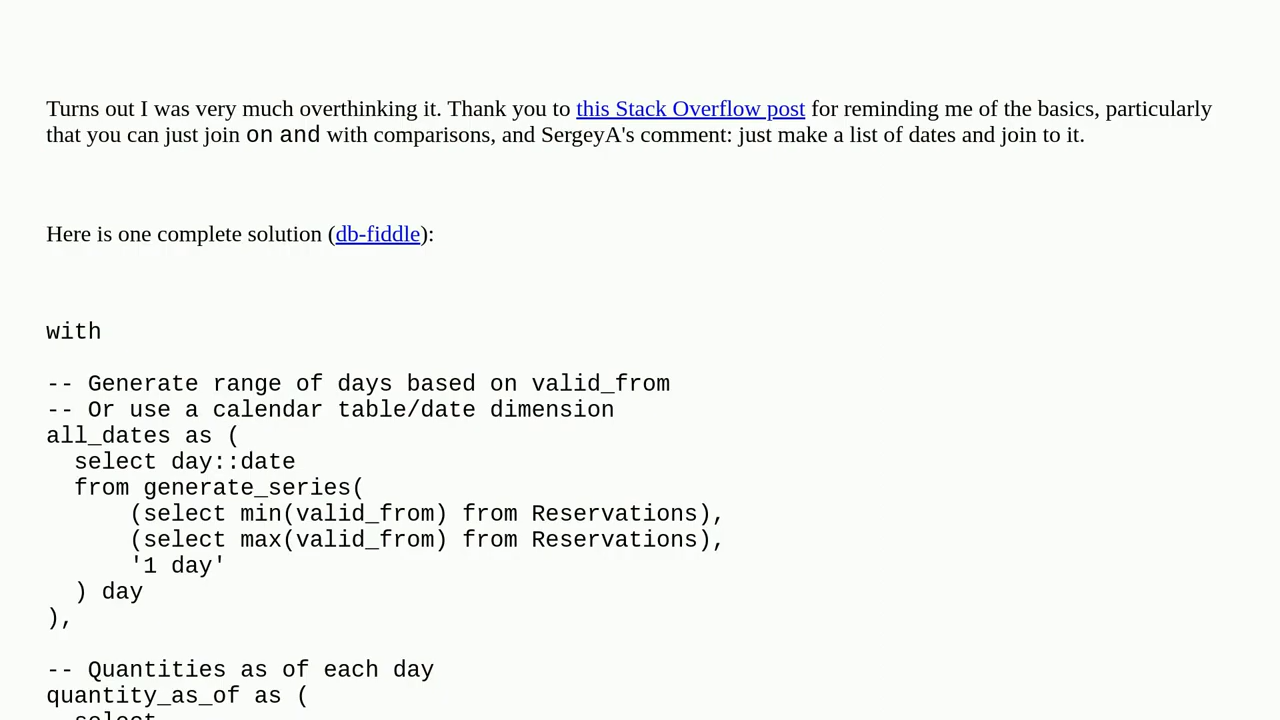 Turns out I was very much overthinking it. Thank you to this Stack Overflow post for reminding me of the basics, particularly
that you can just join on and with comparisons, and SergeyA's comment: just make a list of dates and join to it.
Here is one complete solution (db-fiddle):
with
-- Generate range of days based on valid_from
-- Or use a calendar table/date dimension
all_dates as (
  select day::date
  from generate_series(
      (select min(valid_from) from Reservations),
      (select max(valid_from) from Reservations),
      '1 day'
  ) day
),
-- Quantities as of each day
quantity_as_of as (
  select